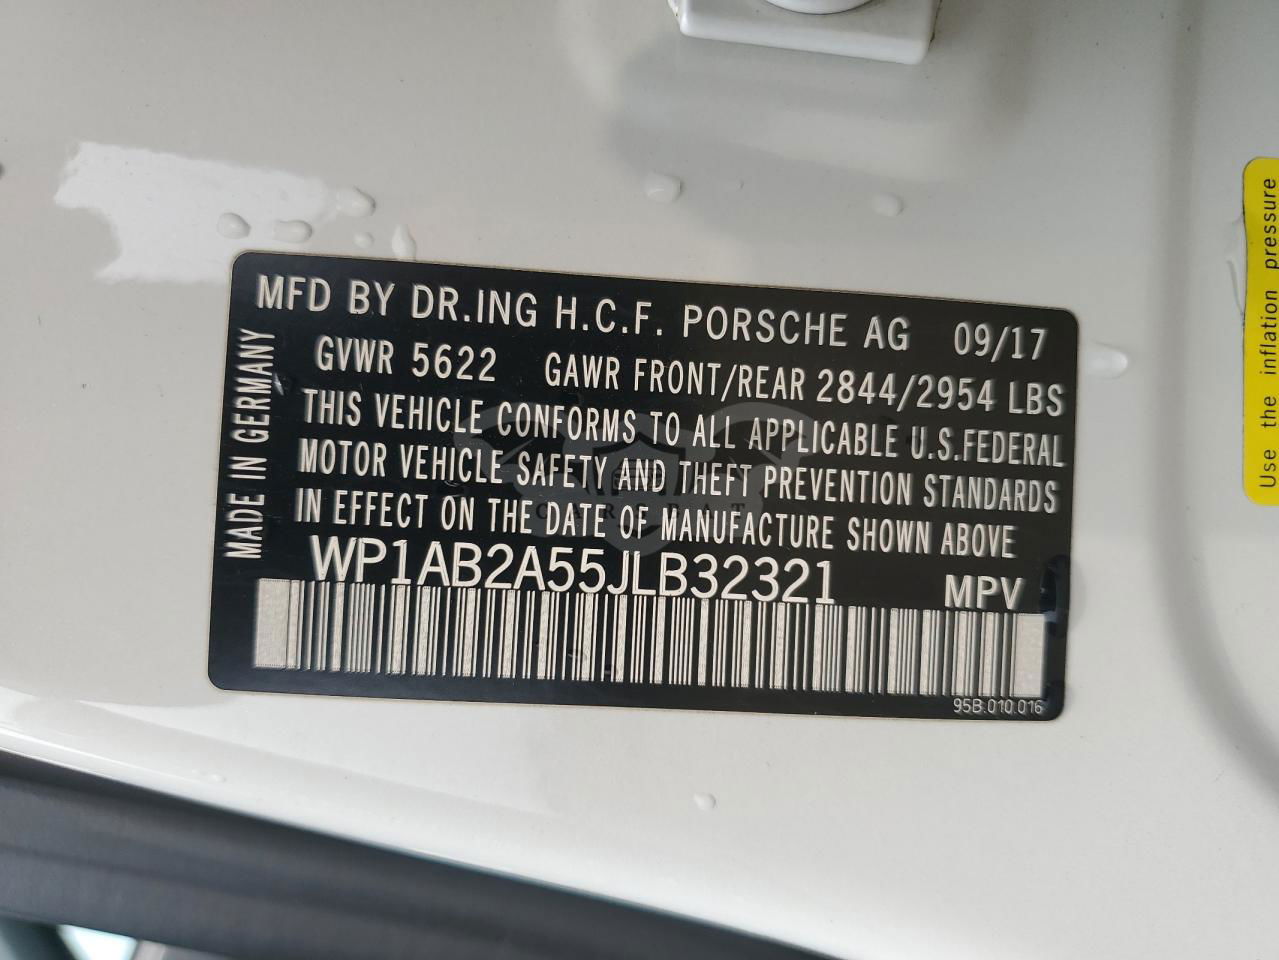 MFD BY DR.ING H.C.F. PORSCHE AG 09/17
GVWR 5622 GAWR FRONT/REAR 2844/2954 LBS
THIS VEHICLE CONFORMS TO ALL APPLICABLE U.S.FEDERAL
MOTOR VEHICLE SAFETY AND THEFT PREVENTION STANDARDS
IN EFFECT ON THE DATE OF MANUFACTURE SHOWN ABOVE
WP1AB2A55JLB32321 MPV
95B.010.016
MADE IN GERMANY
CARSEAT
Use the inflation pressure